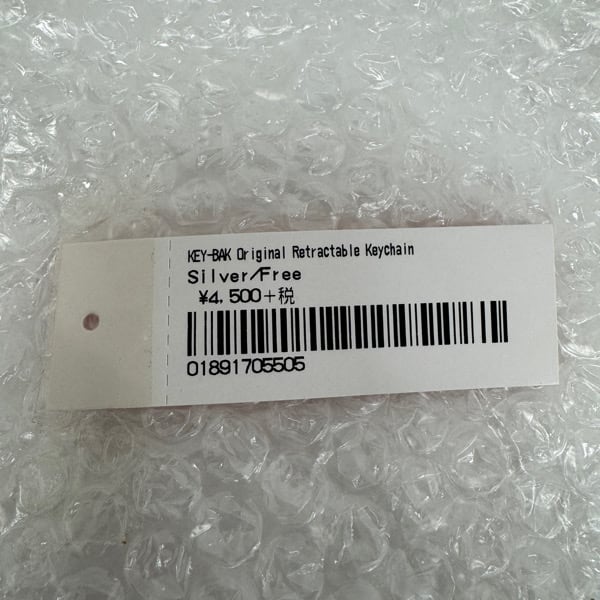 KEY-BAK Original Retractable Keychain
Silver/Free
¥4,500+税
01891705505